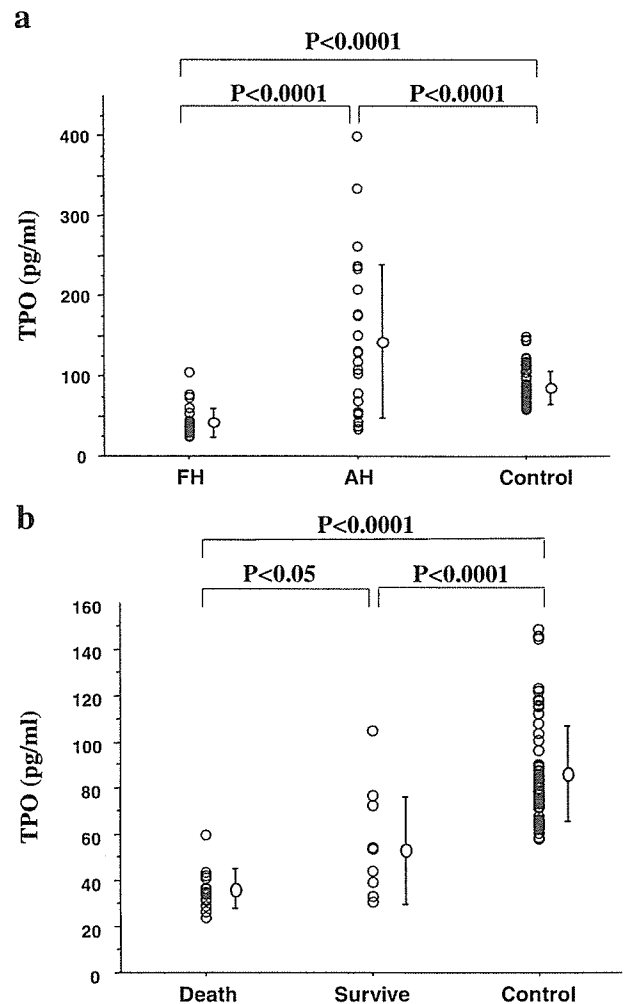 a
P<0.0001
P<0.0001 P<0.0001
TPO (pg/ml)
400
300
200
100
0
FH AH Control
b
P<0.0001
P<0.05 P<0.0001
TPO (pg/ml)
160
140
120
100
80
60
40
20
0
Death Survive Control